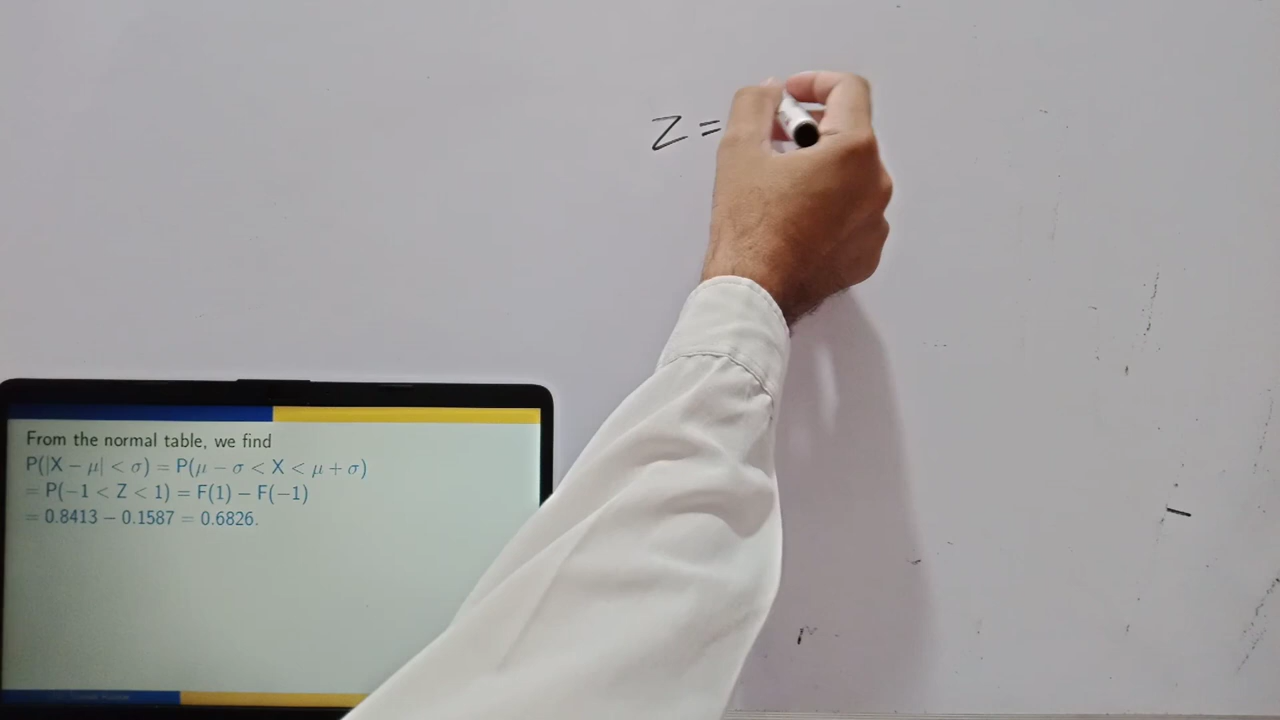 Z =
From the normal table, we find
P(|X − μ| < σ) = P(μ − σ < X < μ + σ)
= P(−1 < Z < 1) = F(1) − F(−1)
= 0.8413 − 0.1587 = 0.6826.